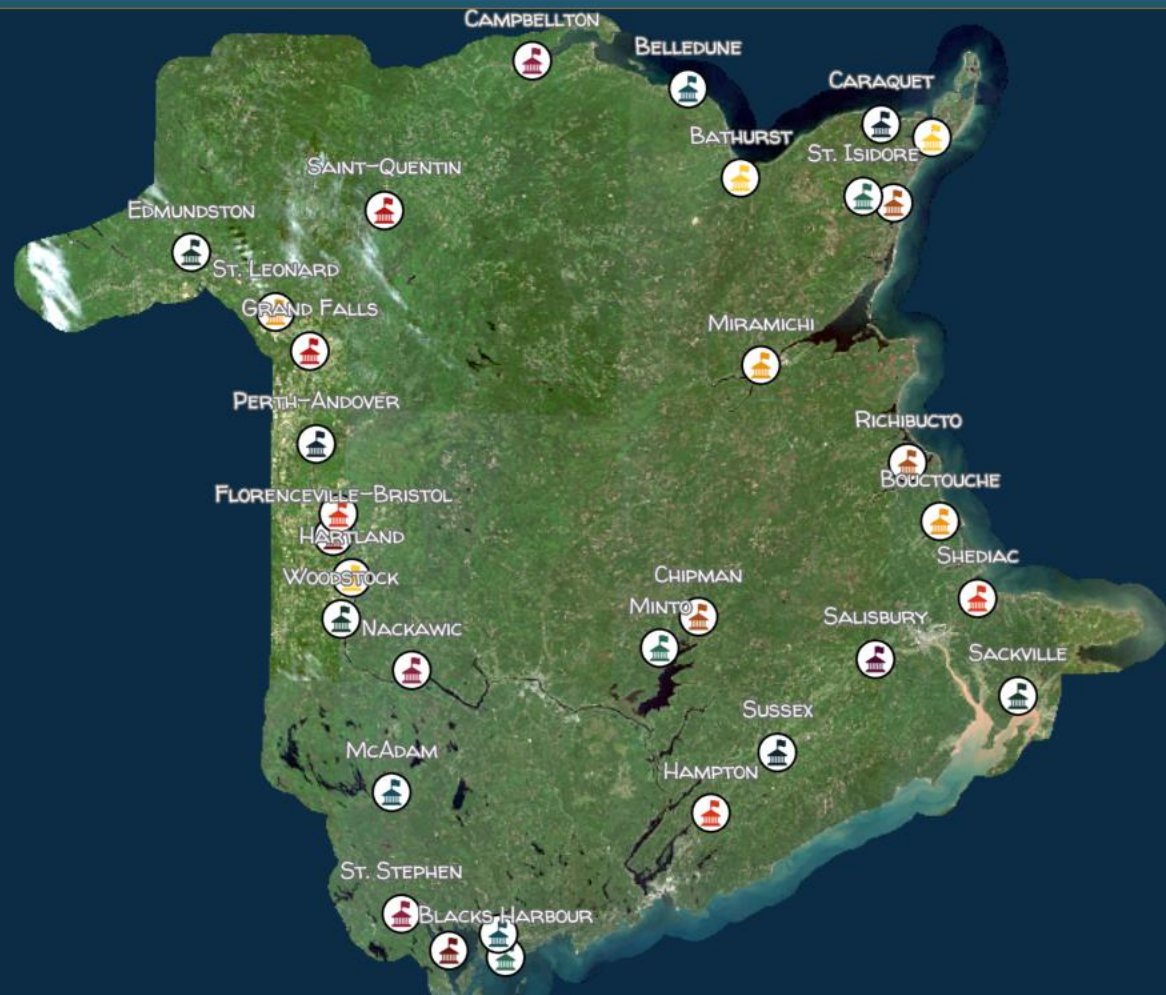 Campbellton
Belledune
Caraquet
Bathurst
St. Isidore
Saint-Quentin
Edmundston
St. Leonard
Grand Falls
Miramichi
Perth-Andover
Richibucto
Bouctouche
Florenceville-Bristol
Hartland
Shediac
Woodstock
Chipman
Minto
Salisbury
Nackawic
Sackville
Sussex
McAdam
Hampton
St. Stephen
Blacks Harbour